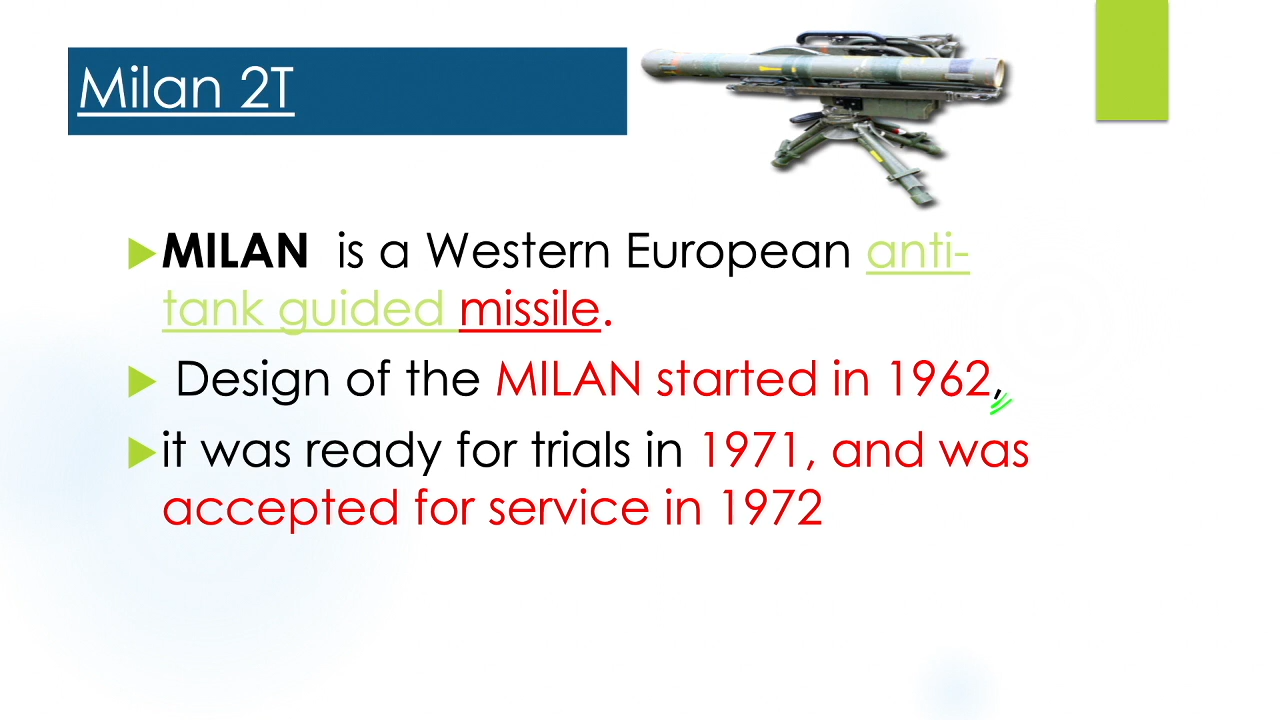 Milan 2T
MILAN is a Western European anti-
tank guided missile.
Design of the MILAN started in 1962,
it was ready for trials in 1971, and was
accepted for service in 1972